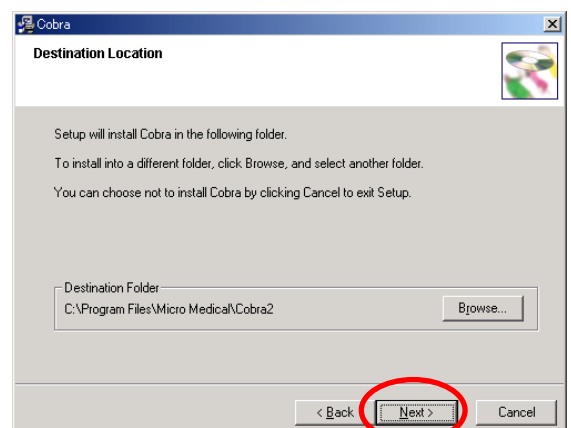 Cobra
Destination Location
Setup will install Cobra in the following folder.
To install into a different folder, click Browse, and select another folder.
You can choose not to install Cobra by clicking Cancel to exit Setup.
Destination Folder
C:\Program Files\Micro Medical\Cobra2
Browse...
< Back
Next >
Cancel